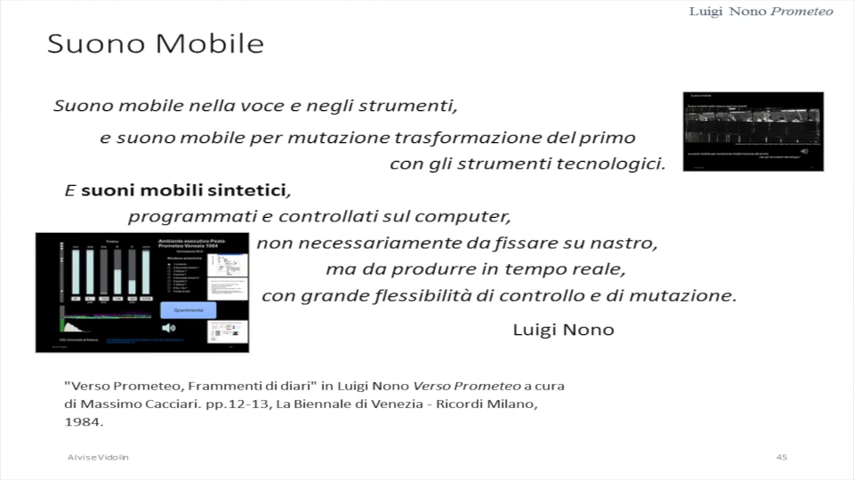 Luigi Nono Prometeo
Suono Mobile
Suono mobile nella voce e negli strumenti,
e suono mobile per mutazione trasformazione del primo
con gli strumenti tecnologici.
E suoni mobili sintetici,
programmati e controllati sul computer,
non necessariamente da fissare su nastro,
ma da produrre in tempo reale,
con grande flessibilità di controllo e di mutazione.
Luigi Nono
Ambiente esecutivo Posta
Prometeo Venezia 1984
Sperimenta
"Verso Prometeo, Frammenti di diari" in Luigi Nono Verso Prometeo a cura
di Massimo Cacciari. pp.12-13, La Biennale di Venezia - Ricordi Milano,
1984.
Alvise Vidolin
45